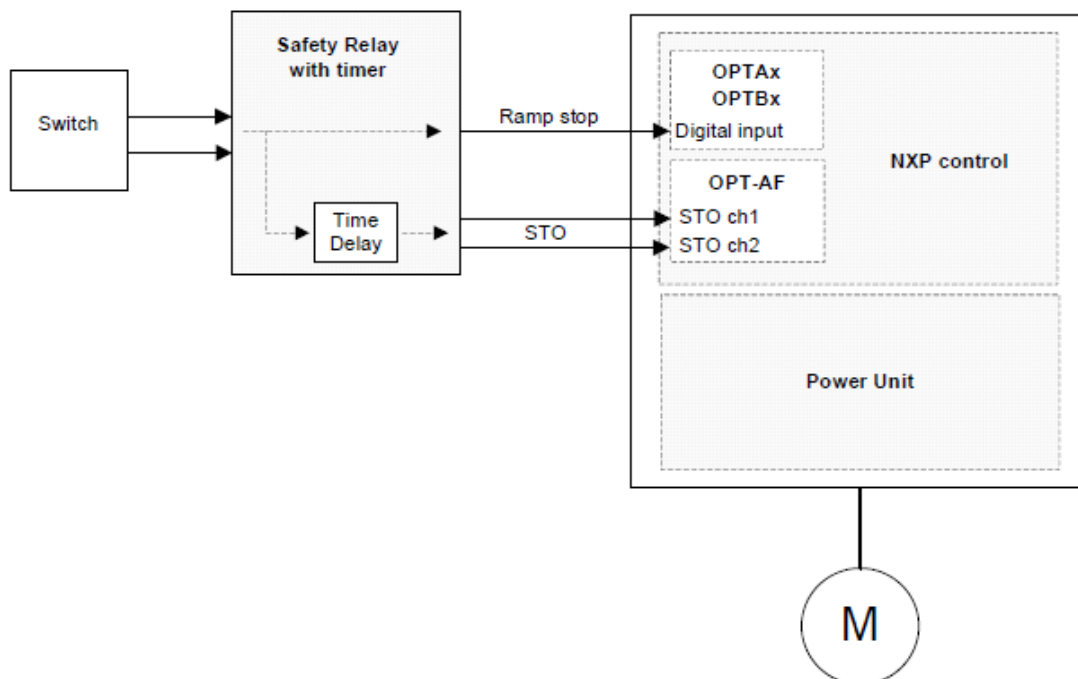 Switch
Safety Relay
with timer
Time
Delay
Ramp stop
STO
OPTAx
OPTBx
Digital input
OPT-AF
STO ch1
STO ch2
NXP control
Power Unit
M